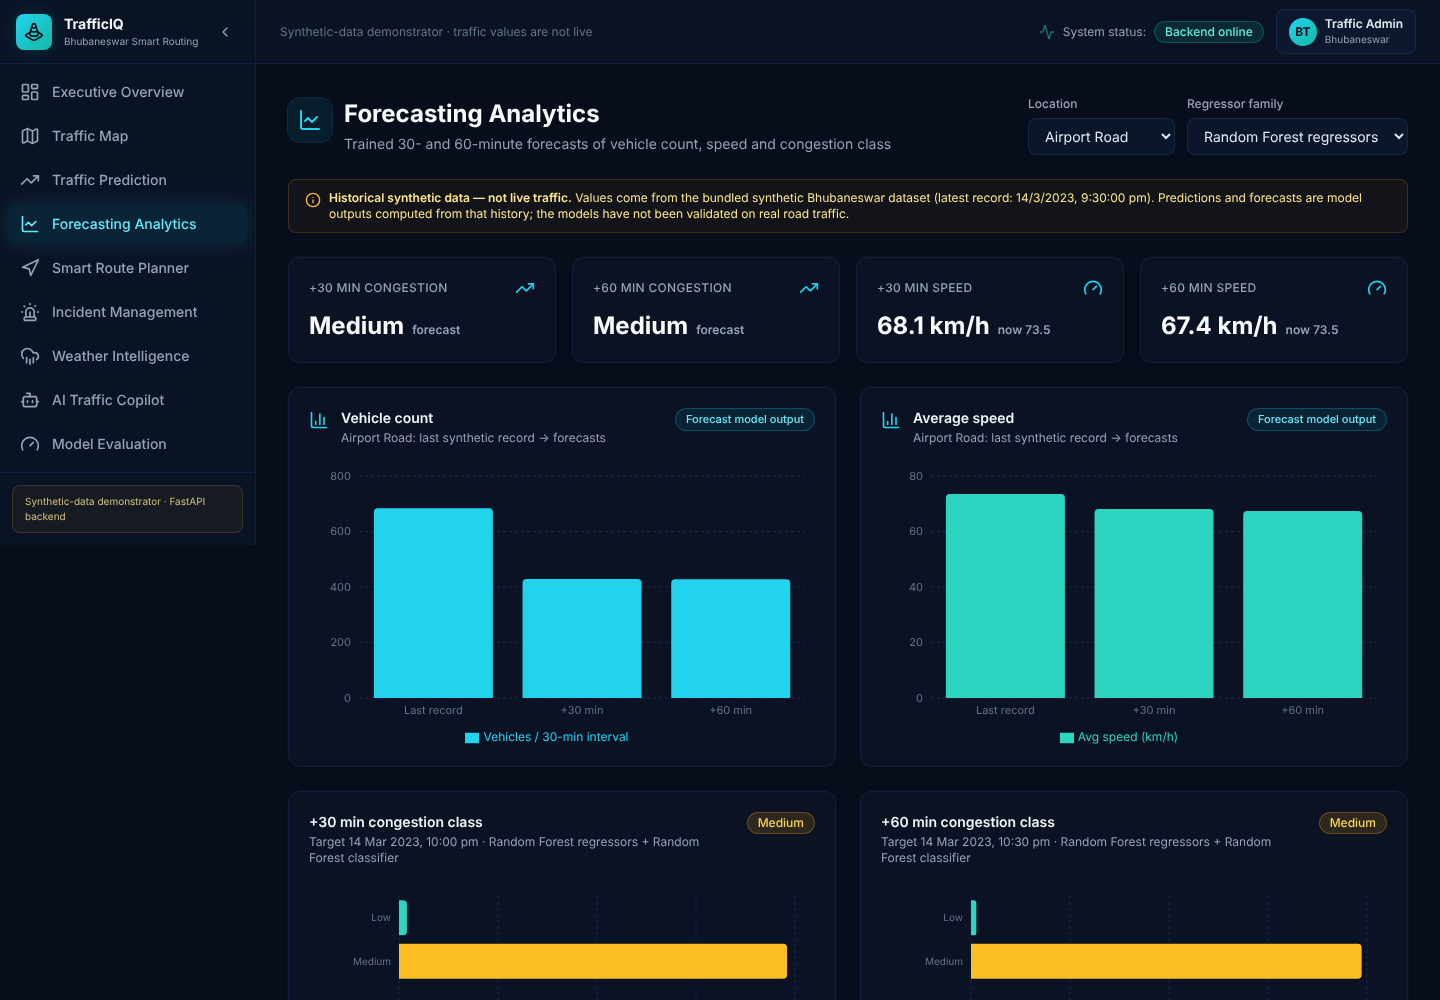 TrafficIQ
Bhubaneswar Smart Routing
Executive Overview
Traffic Map
Traffic Prediction
Forecasting Analytics
Smart Route Planner
Incident Management
Weather Intelligence
AI Traffic Copilot
Model Evaluation
Synthetic-data demonstrator · FastAPI
backend
Synthetic-data demonstrator · traffic values are not live
System status:
Backend online
BT
Traffic Admin
Bhubaneswar
Forecasting Analytics
Trained 30- and 60-minute forecasts of vehicle count, speed and congestion class
Location
Airport Road
Regressor family
Random Forest regressors
Historical synthetic data — not live traffic. Values come from the bundled synthetic Bhubaneswar dataset (latest record: 14/3/2023, 9:30:00 pm). Predictions and forecasts are model
outputs computed from that history; the models have not been validated on real road traffic.
+30 MIN CONGESTION
Medium forecast
+60 MIN CONGESTION
Medium forecast
+30 MIN SPEED
68.1 km/h now 73.5
+60 MIN SPEED
67.4 km/h now 73.5
Vehicle count
Airport Road: last synthetic record → forecasts
Forecast model output
800
600
400
200
0
Last record
+30 min
+60 min
Vehicles / 30-min interval
Average speed
Airport Road: last synthetic record → forecasts
Forecast model output
80
60
40
20
0
Last record
+30 min
+60 min
Avg speed (km/h)
+30 min congestion class
Target 14 Mar 2023, 10:00 pm · Random Forest regressors + Random
Forest classifier
Medium
Low
Medium
+60 min congestion class
Target 14 Mar 2023, 10:30 pm · Random Forest regressors + Random
Forest classifier
Medium
Low
Medium